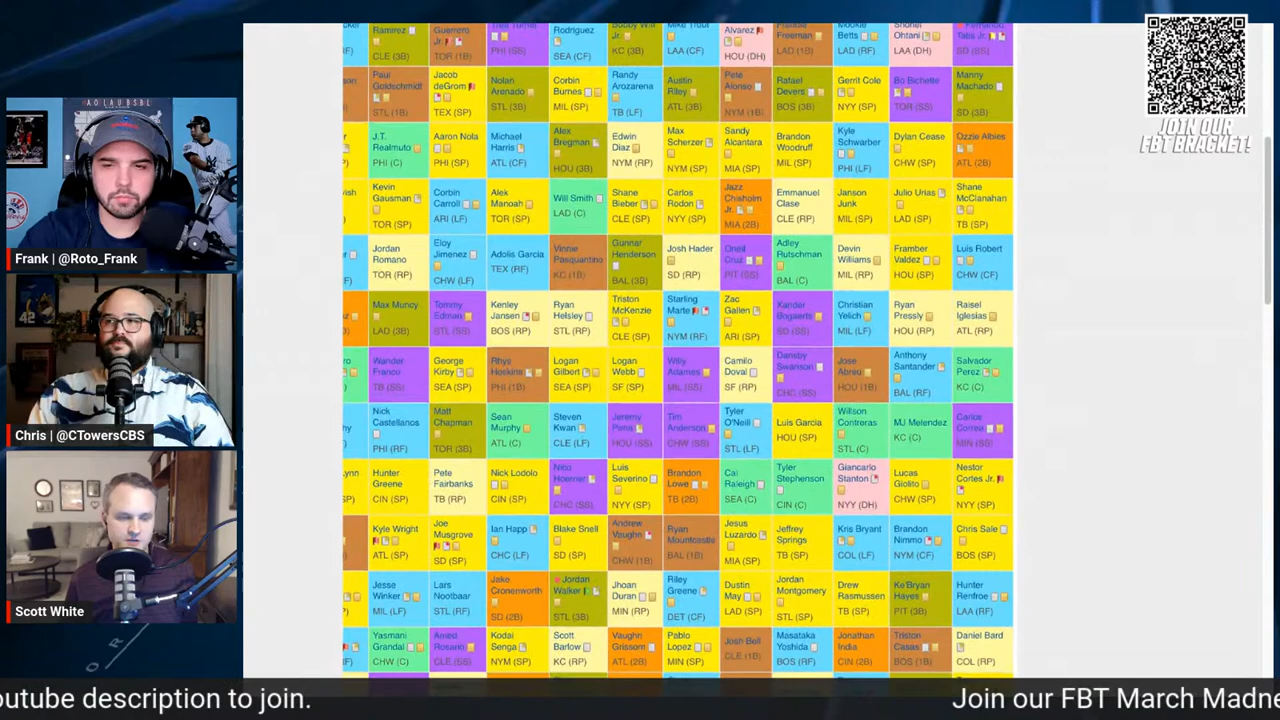 Frank | @Roto_Frank
Chris | @CTowersCBS
Scott White
JOIN OUR
FBT BRACKET!
Ramirez
CLE (3B)
Guerrero
Jr.
TOR (1B)
PHI (SS)
Rodriguez
SEA (CF)
Bobby Witt
Jr.
KC (3B)
Mike Trout
LAA (CF)
Alvarez
HOU (DH)
Freeman
LAD (1B)
Mookie
Betts
LAD (RF)
Ohtani
LAA (DH)
Tatis Jr.
SD (SS)
Paul
Goldschmidt
STL (1B)
Jacob
deGrom
TEX (SP)
Nolan
Arenado
STL (3B)
Corbin
Burnes
MIL (SP)
Randy
Arozarena
TB (LF)
Austin
Riley
ATL (3B)
Pete
Alonso
NYM (1B)
Rafael
Devers
BOS (3B)
Gerrit Cole
NYY (SP)
Bo Bichette
TOR (SS)
Manny
Machado
SD (3B)
J.T.
Realmuto
PHI (C)
Aaron Nola
PHI (SP)
Michael
Harris
ATL (CF)
Alex
Bregman
HOU (3B)
Edwin
Diaz
NYM (RP)
Max
Scherzer
NYM (SP)
Sandy
Alcantara
MIA (SP)
Brandon
Woodruff
MIL (SP)
Kyle
Schwarber
PHI (LF)
Dylan Cease
CHW (SP)
Ozzie Albies
ATL (2B)
Kevin
Gausman
TOR (SP)
Corbin
Carroll
ARI (LF)
Alek
Manoah
TOR (SP)
Will Smith
LAD (C)
Shane
Bieber
CLE (SP)
Carlos
Rodon
NYY (SP)
Jazz
Chisholm
Jr.
MIA (2B)
Emmanuel
Clase
CLE (RP)
Janson
Junk
MIL (SP)
Julio Urias
LAD (SP)
Shane
McClanahan
TB (SP)
Jordan
Romano
TOR (RP)
Eloy
Jimenez
CHW (LF)
Adolis Garcia
TEX (RF)
Vinnie
Pasquantino
KC (1B)
Gunnar
Henderson
BAL (3B)
Josh Hader
SD (RP)
Oneil
Cruz
PIT (SS)
Adley
Rutschman
BAL (C)
Devin
Williams
MIL (RP)
Framber
Valdez
HOU (SP)
Luis Robert
CHW (CF)
Max Muncy
LAD (3B)
Tommy
Edman
STL (SS)
Kenley
Jansen
BOS (RP)
Ryan
Helsley
STL (RP)
Triston
McKenzie
CLE (SP)
Starling
Marte
NYM (RF)
Zac
Gallen
ARI (SP)
Xander
Bogaerts
SD (SS)
Christian
Yelich
MIL (LF)
Ryan
Pressly
HOU (RP)
Raisel
Iglesias
ATL (RP)
Wander
Franco
TB (SS)
George
Kirby
SEA (SP)
Rhys
Hoskins
PHI (1B)
Logan
Gilbert
SEA (SP)
Logan
Webb
SF (SP)
Willy
Adames
MIL (SS)
Camilo
Doval
SF (RP)
Dansby
Swanson
CHC (SS)
Jose
Abreu
HOU (1B)
Anthony
Santander
BAL (RF)
Salvador
Perez
KC (C)
Nick
Castellanos
PHI (RF)
Matt
Chapman
TOR (3B)
Sean
Murphy
ATL (C)
Steven
Kwan
CLE (LF)
Jeremy
Pena
HOU (SS)
Tim
Anderson
CHW (SS)
Tyler
O'Neill
STL (LF)
Luis Garcia
HOU (SP)
Willson
Contreras
STL (C)
MJ Melendez
KC (C)
Carlos
Correa
MIN (SS)
Hunter
Greene
CIN (SP)
Pete
Fairbanks
TB (RP)
Nick Lodolo
CIN (SP)
Nico
Hoerner
CHC (SS)
Luis
Severino
NYY (SP)
Brandon
Lowe
TB (2B)
Cal
Raleigh
SEA (C)
Tyler
Stephenson
CIN (C)
Giancarlo
Stanton
NYY (DH)
Lucas
Giolito
CHW (SP)
Nestor
Cortes Jr.
NYY (SP)
Kyle Wright
ATL (SP)
Joe
Musgrove
SD (SP)
Ian Happ
CHC (LF)
Blake Snell
SD (SP)
Andrew
Vaughn
CHW (1B)
Ryan
Mountcastle
BAL (1B)
Jesus
Luzardo
MIA (SP)
Jeffrey
Springs
TB (SP)
Kris Bryant
COL (LF)
Brandon
Nimmo
NYM (CF)
Chris Sale
BOS (SP)
Jesse
Winker
MIL (LF)
Lars
Nootbaar
STL (RF)
Jake
Cronenworth
SD (2B)
Jordan
Walker
STL (3B)
Jhoan
Duran
MIN (RP)
Riley
Greene
DET (CF)
Dustin
May
LAD (SP)
Jordan
Montgomery
STL (SP)
Drew
Rasmussen
TB (SP)
Ke'Bryan
Hayes
PIT (3B)
Hunter
Renfroe
LAA (RF)
Yasmani
Grandal
CHW (C)
Amed
Rosario
CLE (SS)
Kodai
Senga
NYM (SP)
Scott
Barlow
KC (RP)
Vaughn
Grissom
ATL (2B)
Pablo
Lopez
MIN (SP)
Josh Bell
CLE (1B)
Masataka
Yoshida
BOS (RF)
Jonathan
India
CIN (2B)
Triston
Casas
BOS (1B)
Daniel Bard
COL (RP)
outube description to join.
Join our FBT March Madne